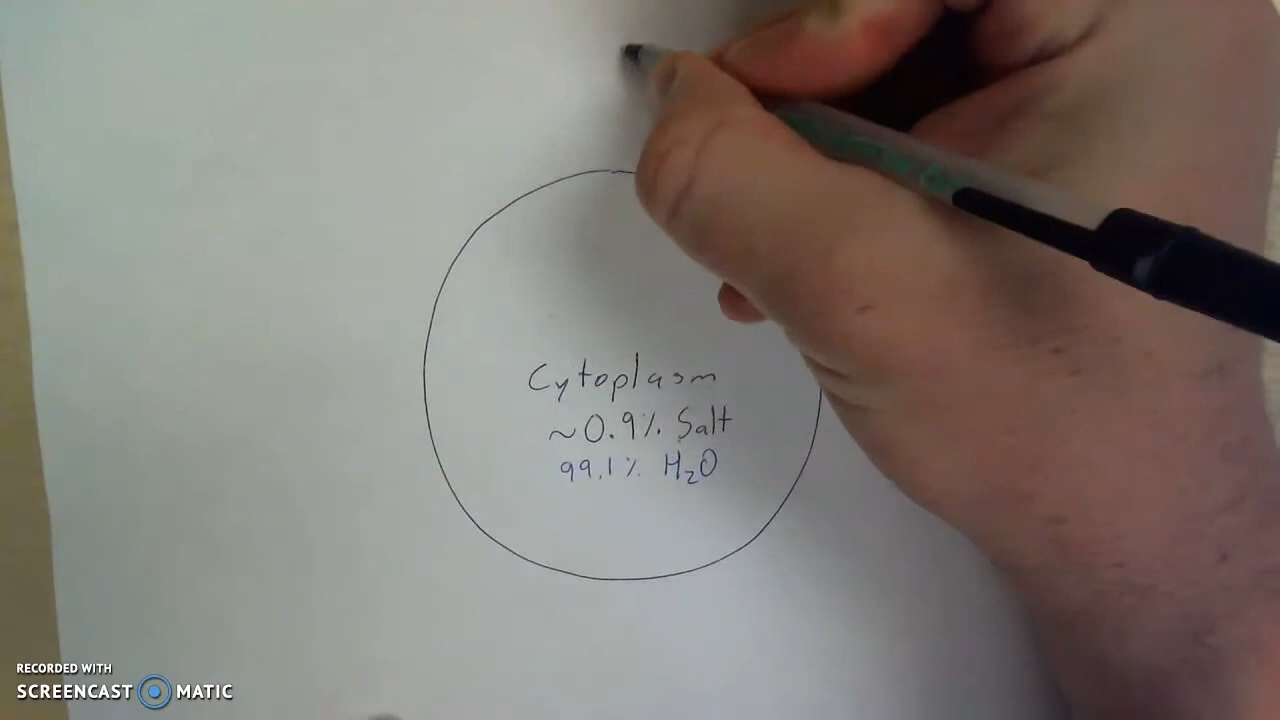 Cytoplasm
~0.9% Salt
99.1% H₂O
RECORDED WITH
SCREENCAST MATIC